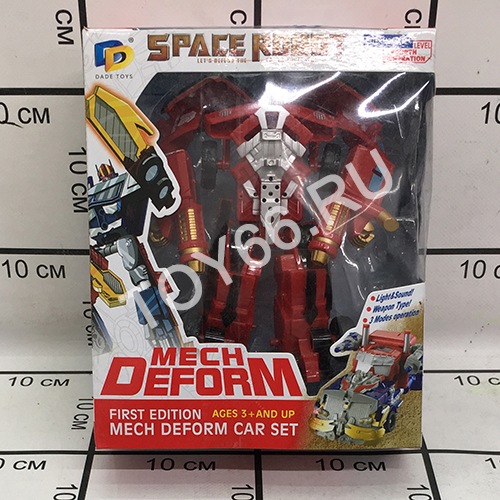 DADE TOYS
SPACE ROBOT
LEVEL
TOY66.RU
Light&Sound!
Weapon Type!
3 Modes operation
MECH
DEFORM
FIRST EDITION AGES 3+AND UP
MECH DEFORM CAR SET
10 CM
10 CM
10 CM
10 CM
10 CM
10 CM
10 CM
10 CM